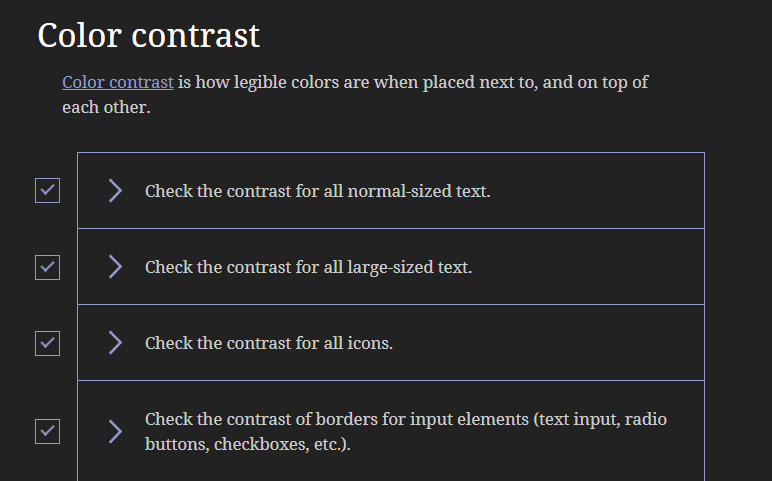 Color contrast
Color contrast is how legible colors are when placed next to, and on top of
each other.
Check the contrast for all normal-sized text.
Check the contrast for all large-sized text.
Check the contrast for all icons.
Check the contrast of borders for input elements (text input, radio
buttons, checkboxes, etc.).